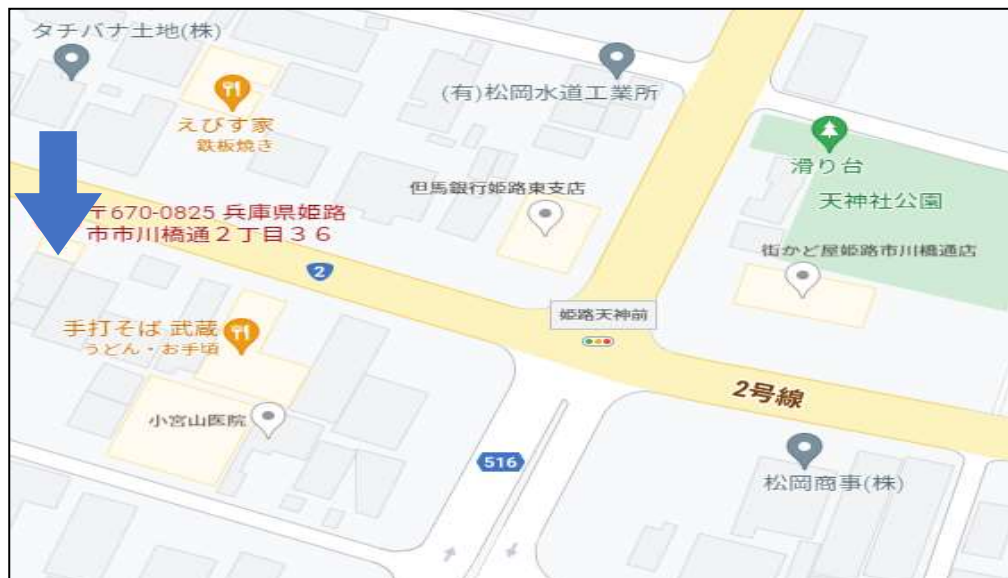 タチバナ土地(株)
(有)松岡水道工業所
えびす家
鉄板焼き
滑り台
天神社公園
但馬銀行姫路東支店
〒670-0825 兵庫県姫路
市市川橋通2丁目36
街かど屋姫路市川橋通店
2
姫路天神前
手打そば 武蔵
うどん・お手頃
2号線
小宮山医院
516
松岡商事(株)